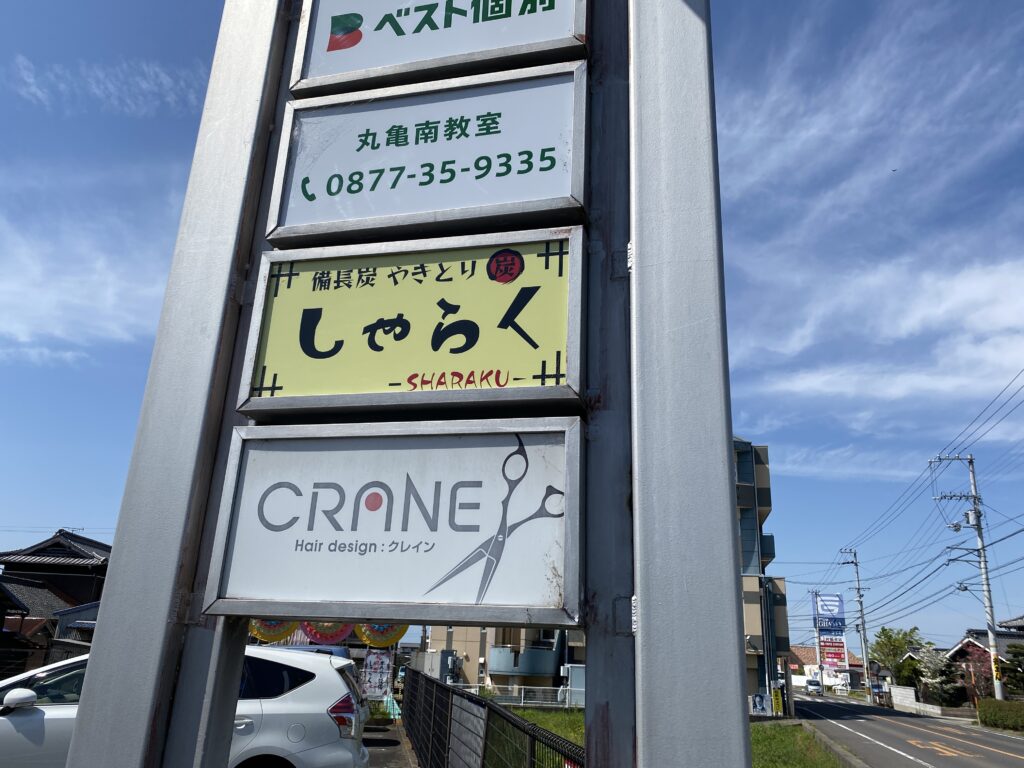 B ベスト個別
丸亀南教室
0877-35-9335
備長炭 やきとり 炭
しゃらく
-SHARAKU-
CRANE
Hair design : クレイン